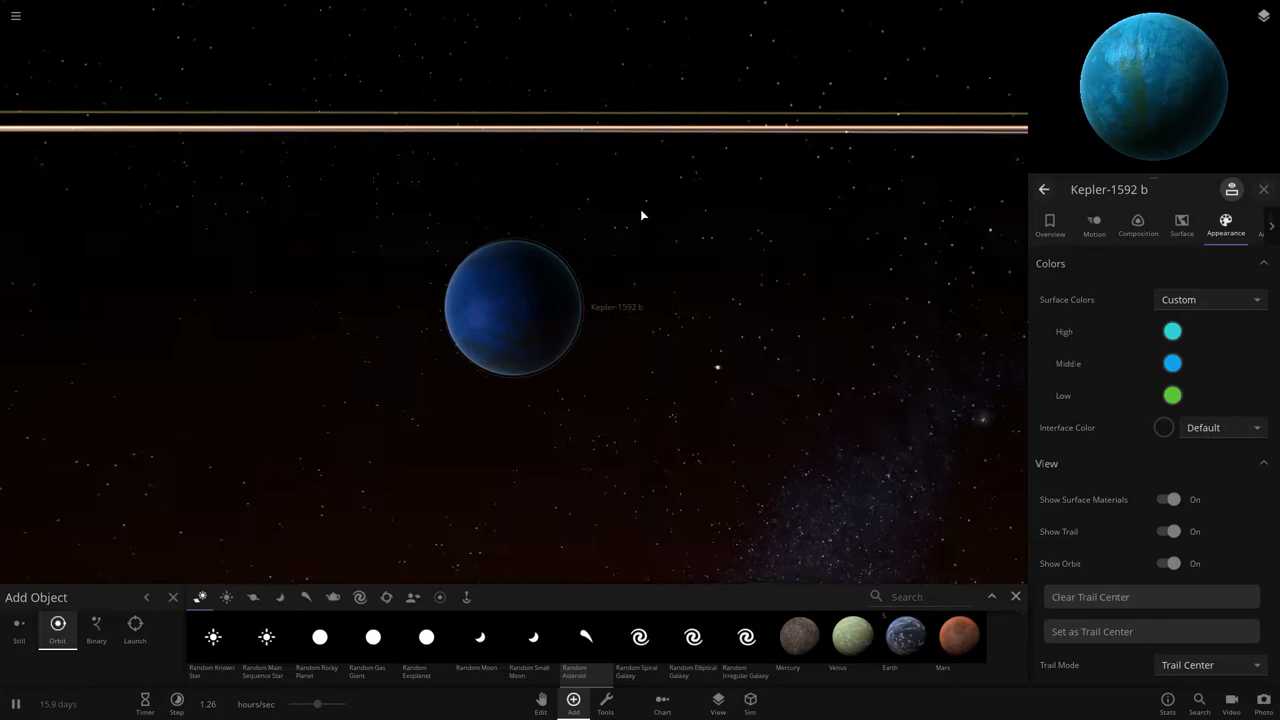 Kepler-1592 b
Kepler-1592 b
Overview
Motion
Composition
Surface
Appearance
Colors
Surface Colors
Custom
High
Middle
Low
Interface Color
Default
View
Show Surface Materials
On
Show Trail
On
Show Orbit
On
Clear Trail Center
Set as Trail Center
Trail Mode
Trail Center
Add Object
Search
Still
Orbit
Binary
Launch
Random Known
Star
Random Main
Sequence Star
Random Rocky
Planet
Random Gas
Giant
Random
Exoplanet
Random Moon
Random Small
Moon
Random
Asteroid
Random Spiral
Galaxy
Random Elliptical
Galaxy
Random
Irregular Galaxy
Mercury
Venus
Earth
Mars
15.9 days
Timer
Step
1.26
hours/sec
Edit
Add
Tools
Chart
View
Sim
Stats
Search
Video
Photo